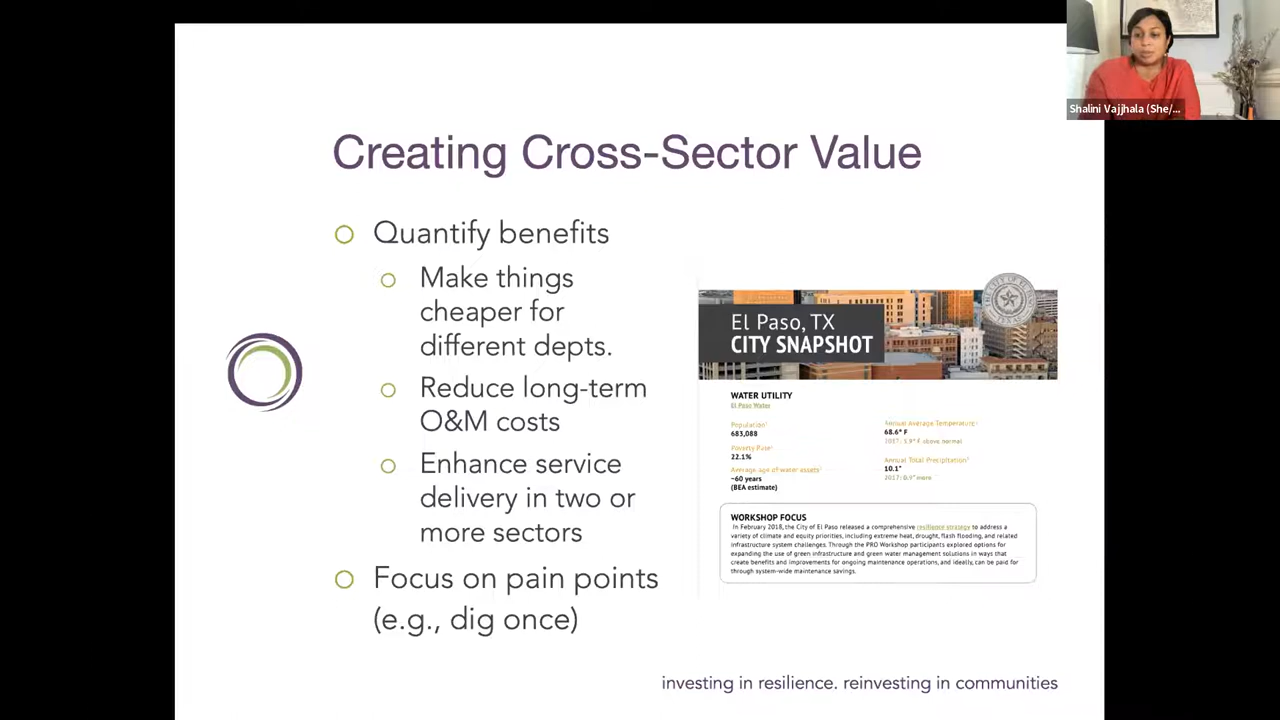 Shalini Vajjhala (She/...
Creating Cross-Sector Value
Quantify benefits
Make things
cheaper for
different depts.
Reduce long-term
O&M costs
Enhance service
delivery in two or
more sectors
Focus on pain points
(e.g., dig once)
El Paso, TX
CITY SNAPSHOT
WATER UTILITY
El Paso Water
Population¹
683,088
Poverty Rate²
22.1%
Average age of water assets³
~60 years
(BEA estimate)
Annual Average Temperature⁴
68.6° F
2017: 3.9° F above normal
Annual Total Precipitation⁵
10.1"
2017: 0.9" more
WORKSHOP FOCUS
In February 2018, the City of El Paso released a comprehensive resilience strategy to address a
variety of climate and equity priorities, including extreme heat, drought, flash flooding, and related
infrastructure system challenges. Through the PRO Workshop participants explored options for
expanding the use of green infrastructure and green water management solutions in ways that
create benefits and improvements for ongoing maintenance operations, and ideally, can be paid for
through system-wide maintenance savings.
investing in resilience. reinvesting in communities